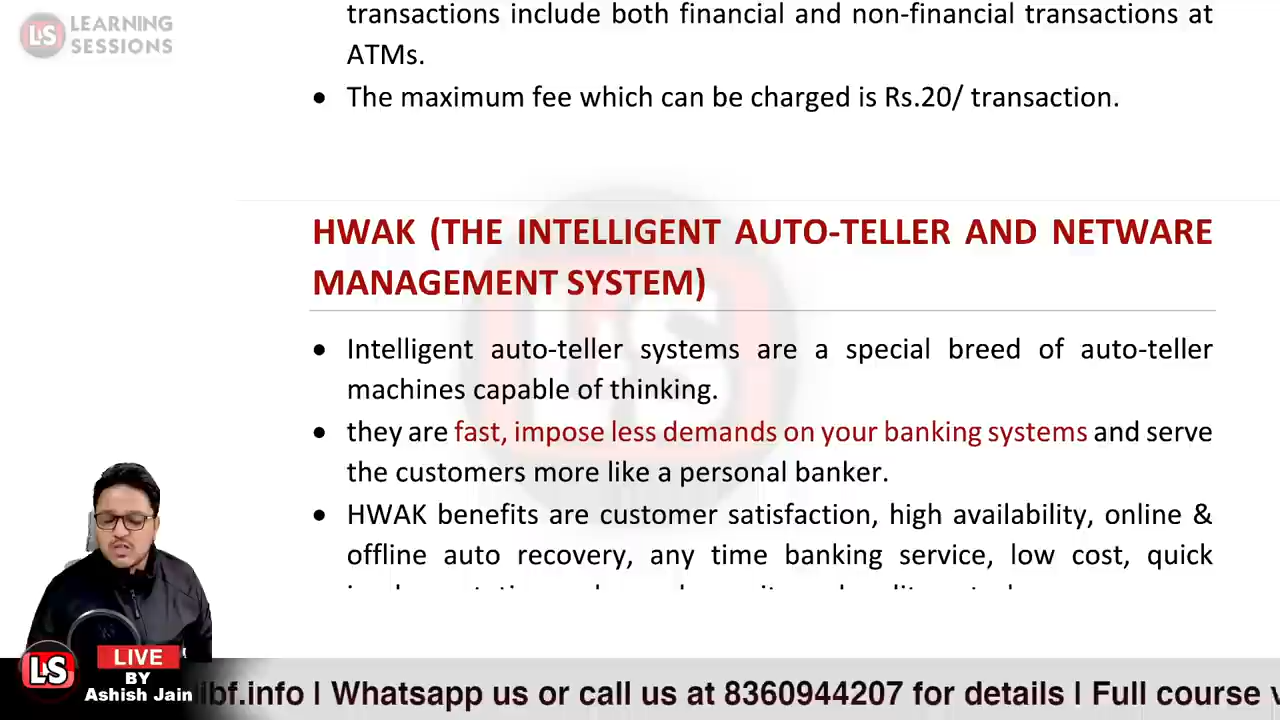 LS LEARNING
SESSIONS
transactions include both financial and non-financial transactions at
ATMs.
• The maximum fee which can be charged is Rs.20/ transaction.
HWAK (THE INTELLIGENT AUTO-TELLER AND NETWARE
MANAGEMENT SYSTEM)
• Intelligent auto-teller systems are a special breed of auto-teller
machines capable of thinking.
• they are fast, impose less demands on your banking systems and serve
the customers more like a personal banker.
• HWAK benefits are customer satisfaction, high availability, online &
offline auto recovery, any time banking service, low cost, quick
LS
LIVE
BY
Ashish Jain
ibf.info | Whatsapp us or call us at 8360944207 for details | Full course